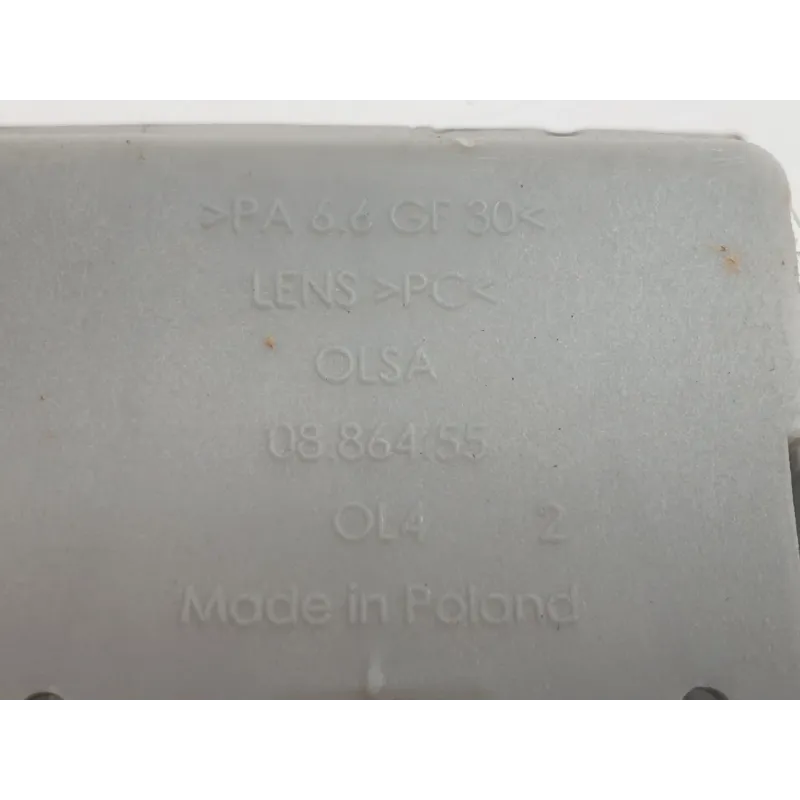 >PA 6.6 GF 30<
LENS >PC<
OLSA
08.864.55
OL4 2
Made in Poland